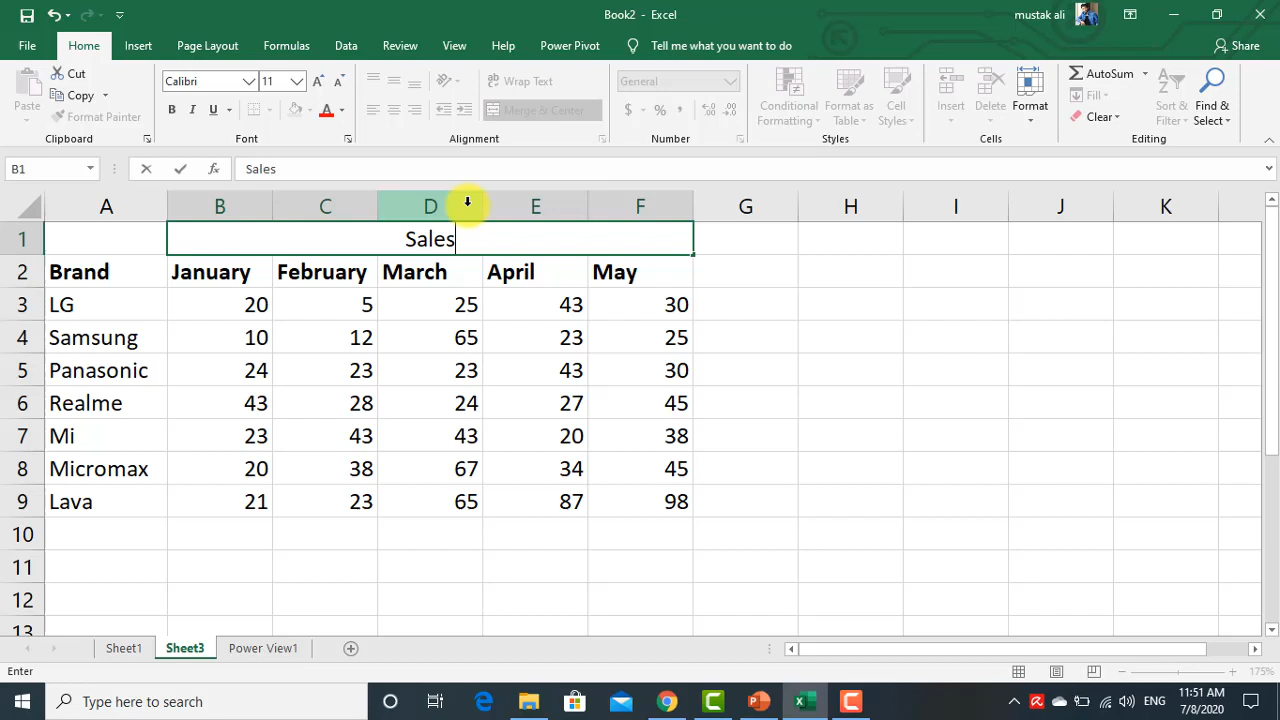 Book2 - Excel
mustak ali
File Home Insert Page Layout Formulas Data Review View Help Power Pivot Tell me what you want to do Share
Paste Cut Copy Format Painter Clipboard
Calibri 11 B I U Font
Wrap Text Merge & Center Alignment
General $ % , Number
Conditional Formatting Format as Table Cell Styles Styles
Insert Delete Format Cells
AutoSum Fill Clear Sort & Filter Find & Select Editing
B1 fx Sales
A B C D E F G H I J K
1 Sales
2 Brand January February March April May
3 LG 20 5 25 43 30
4 Samsung 10 12 65 23 25
5 Panasonic 24 23 23 43 30
6 Realme 43 28 24 27 45
7 Mi 23 43 43 20 38
8 Micromax 20 38 67 34 45
9 Lava 21 23 65 87 98
10
11
12
13
Sheet1 Sheet3 Power View1
Enter 175%
Type here to search
ENG 11:51 AM
7/8/2020